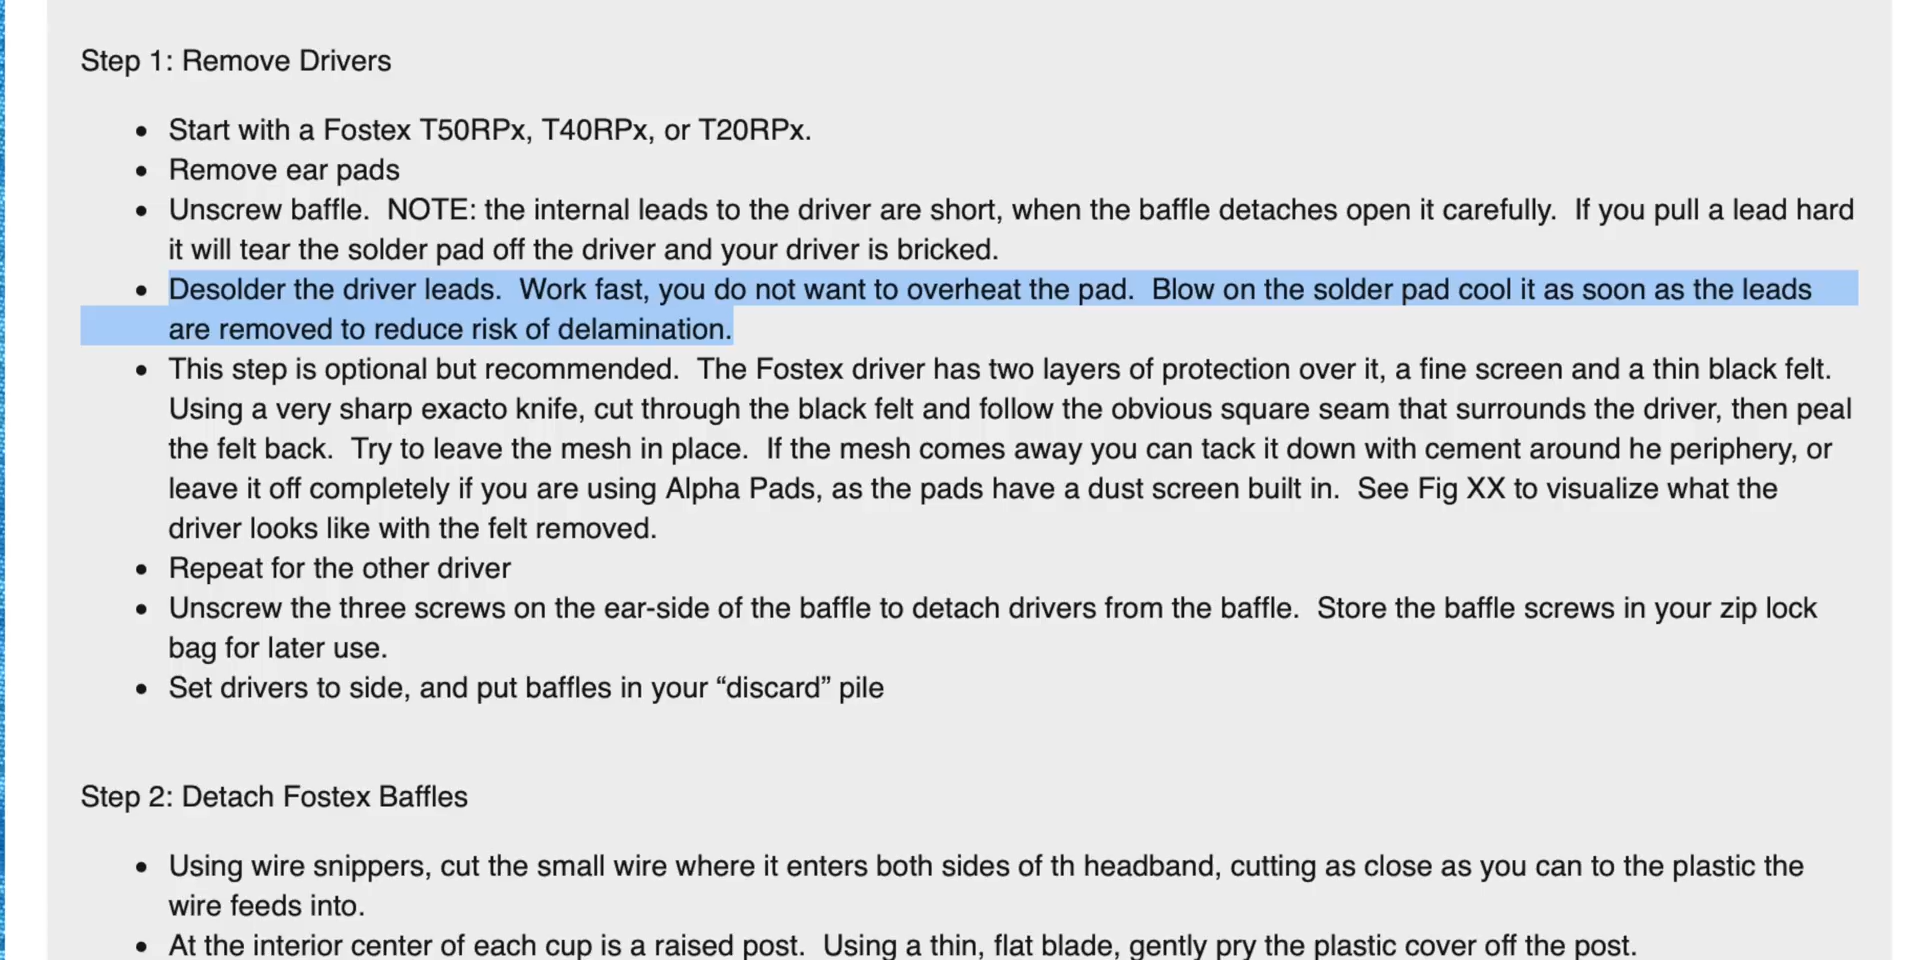 Step 1: Remove Drivers
Start with a Fostex T50RPx, T40RPx, or T20RPx.
Remove ear pads
Unscrew baffle.  NOTE: the internal leads to the driver are short, when the baffle detaches open it carefully.  If you pull a lead hard
it will tear the solder pad off the driver and your driver is bricked.
Desolder the driver leads.  Work fast, you do not want to overheat the pad.  Blow on the solder pad cool it as soon as the leads
are removed to reduce risk of delamination.
This step is optional but recommended.  The Fostex driver has two layers of protection over it, a fine screen and a thin black felt.
Using a very sharp exacto knife, cut through the black felt and follow the obvious square seam that surrounds the driver, then peal
the felt back.  Try to leave the mesh in place.  If the mesh comes away you can tack it down with cement around he periphery, or
leave it off completely if you are using Alpha Pads, as the pads have a dust screen built in.  See Fig XX to visualize what the
driver looks like with the felt removed.
Repeat for the other driver
Unscrew the three screws on the ear-side of the baffle to detach drivers from the baffle.  Store the baffle screws in your zip lock
bag for later use.
Set drivers to side, and put baffles in your “discard” pile
Step 2: Detach Fostex Baffles
Using wire snippers, cut the small wire where it enters both sides of th headband, cutting as close as you can to the plastic the
wire feeds into.
At the interior center of each cup is a raised post.  Using a thin, flat blade, gently pry the plastic cover off the post.